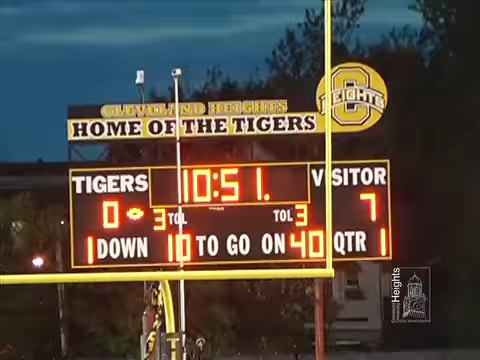 CLEVELAND HEIGHTS
HOME OF THE TIGERS
HEIGHTS
TIGERS 10:51. VISITOR
0 3 TOL TOL 3 7
1 DOWN 10 TO GO ON 40 QTR 1
Heights